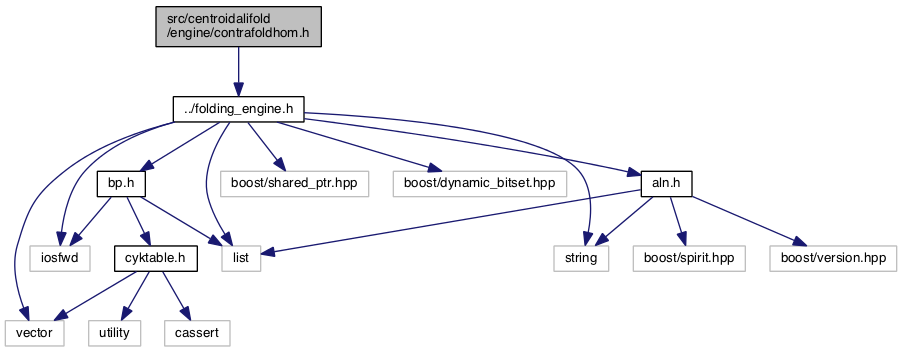 src/centroidalifold
/engine/contrafoldhom.h
../folding_engine.h
bp.h
boost/shared_ptr.hpp
boost/dynamic_bitset.hpp
aln.h
iosfwd
cyktable.h
list
string
boost/spirit.hpp
boost/version.hpp
vector
utility
cassert